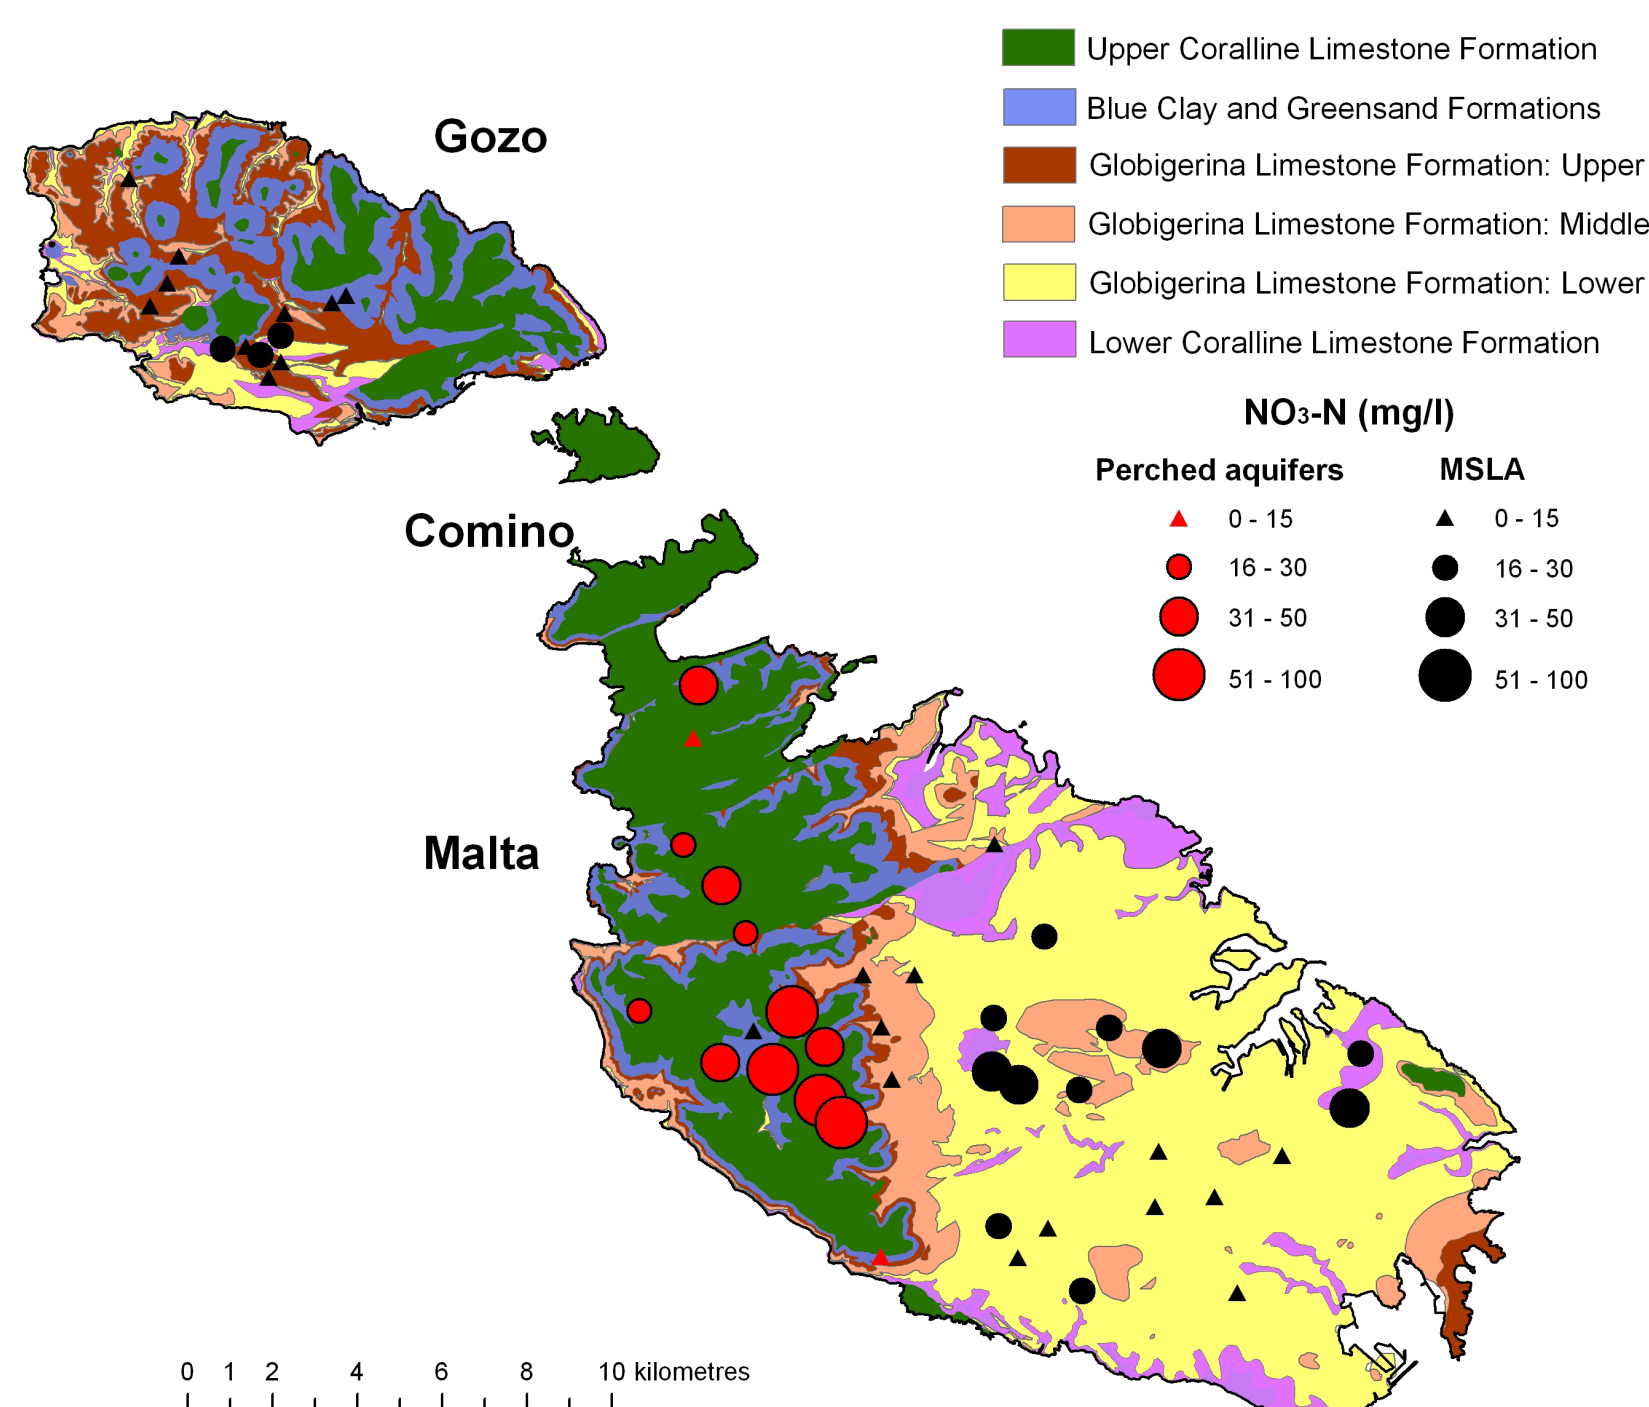 Upper Coralline Limestone Formation
Blue Clay and Greensand Formations
Gozo
Globigerina Limestone Formation: Upper
Globigerina Limestone Formation: Middle
Globigerina Limestone Formation: Lower
Lower Coralline Limestone Formation
NO3-N (mg/l)
Perched aquifers MSLA
0 - 15 0 - 15
16 - 30 16 - 30
31 - 50 31 - 50
51 - 100 51 - 100
Comino
Malta
0 1 2 4 6 8 10 kilometres